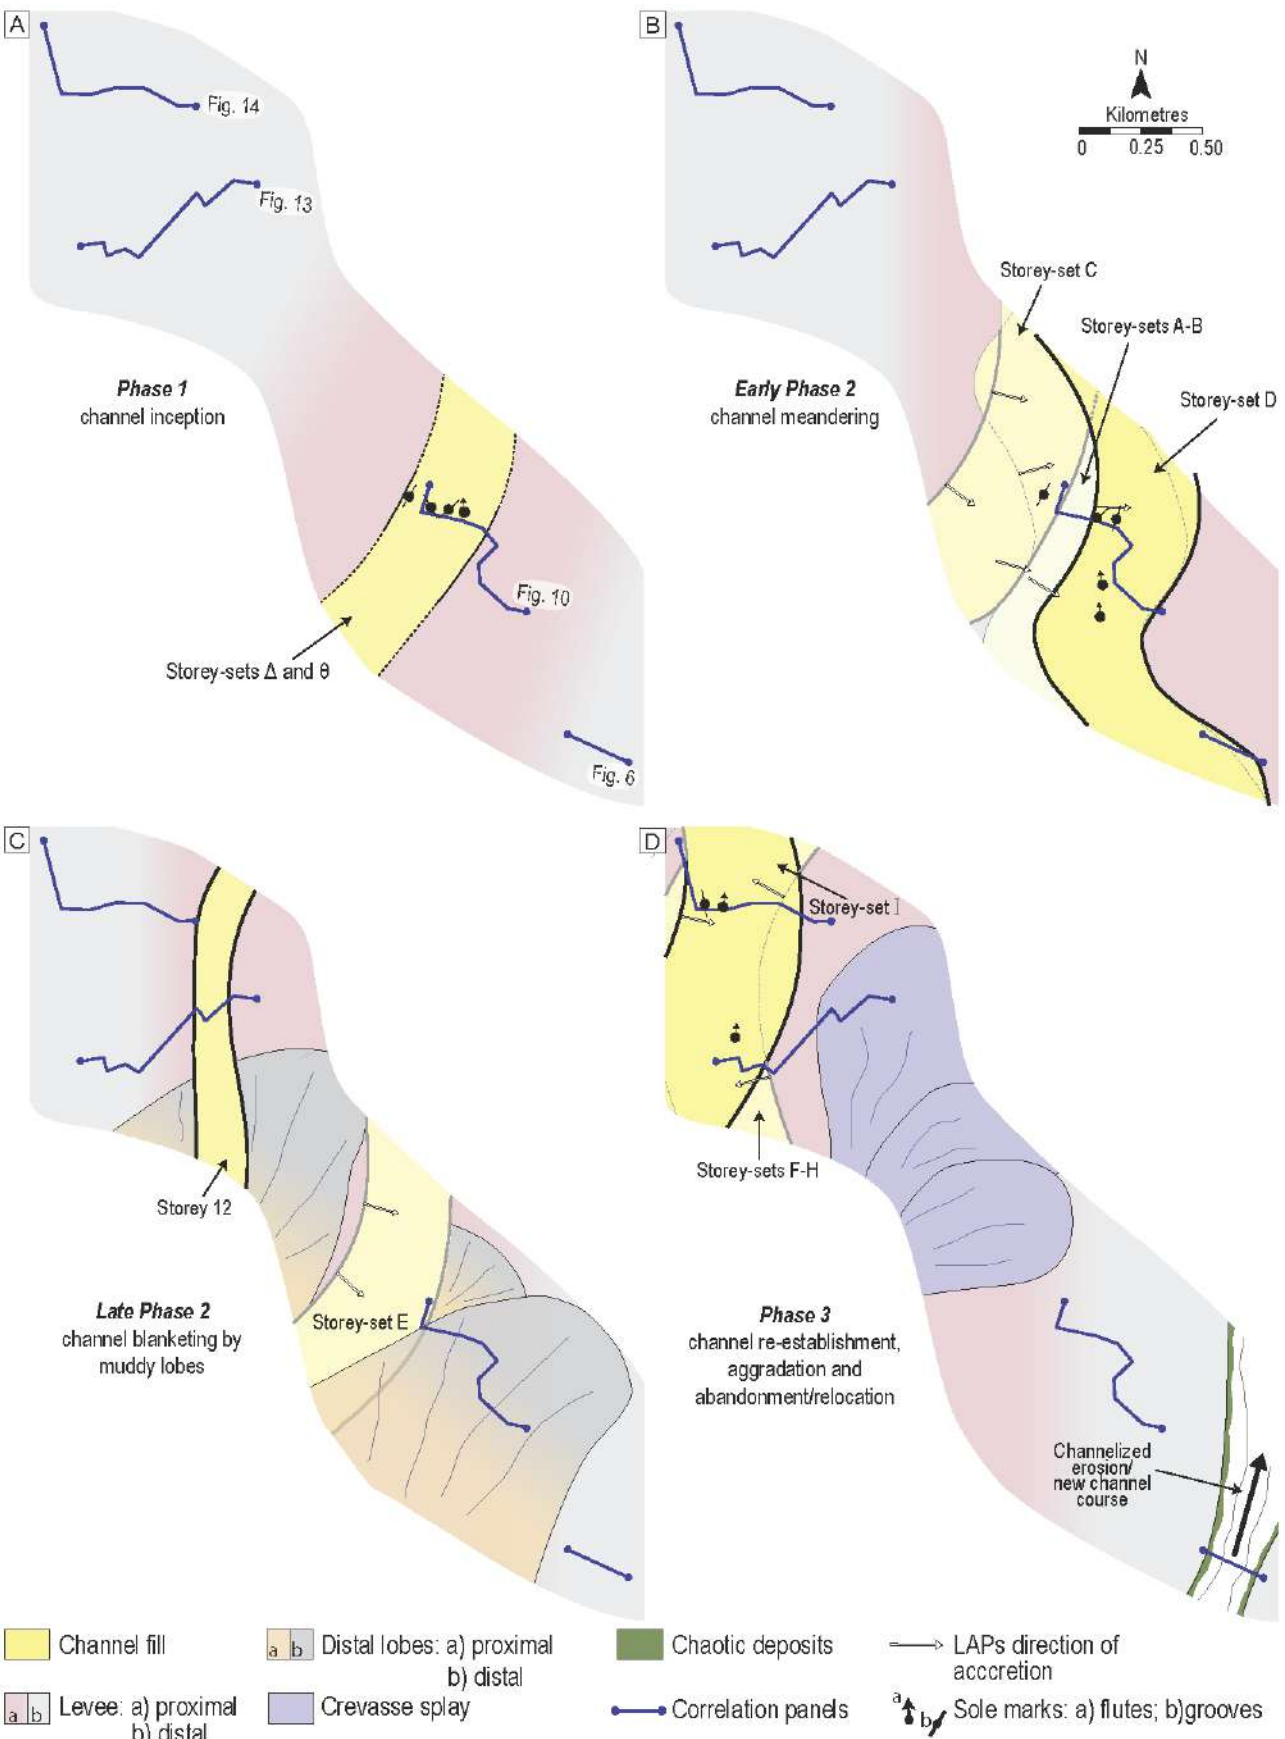 A
Fig. 14
Fig. 13
Phase 1
channel inception
Fig. 10
Storey-sets Δ and θ
Fig. 6
B
N
Kilometres
0 0.25 0.50
Storey-set C
Storey-sets A-B
Early Phase 2
channel meandering
Storey-set D
C
Storey 12
Late Phase 2
channel blanketing by
muddy lobes
Storey-set E
D
Storey-set I
Storey-sets F-H
Phase 3
channel re-establishment,
aggradation and
abandonment/relocation
Channelized
erosion/
new channel
course
Channel fill
a b Distal lobes: a) proximal
b) distal
Chaotic deposits
LAPs direction of
acccretion
a b Levee: a) proximal
b) distal
Crevasse splay
Correlation panels
a b Sole marks: a) flutes; b)grooves